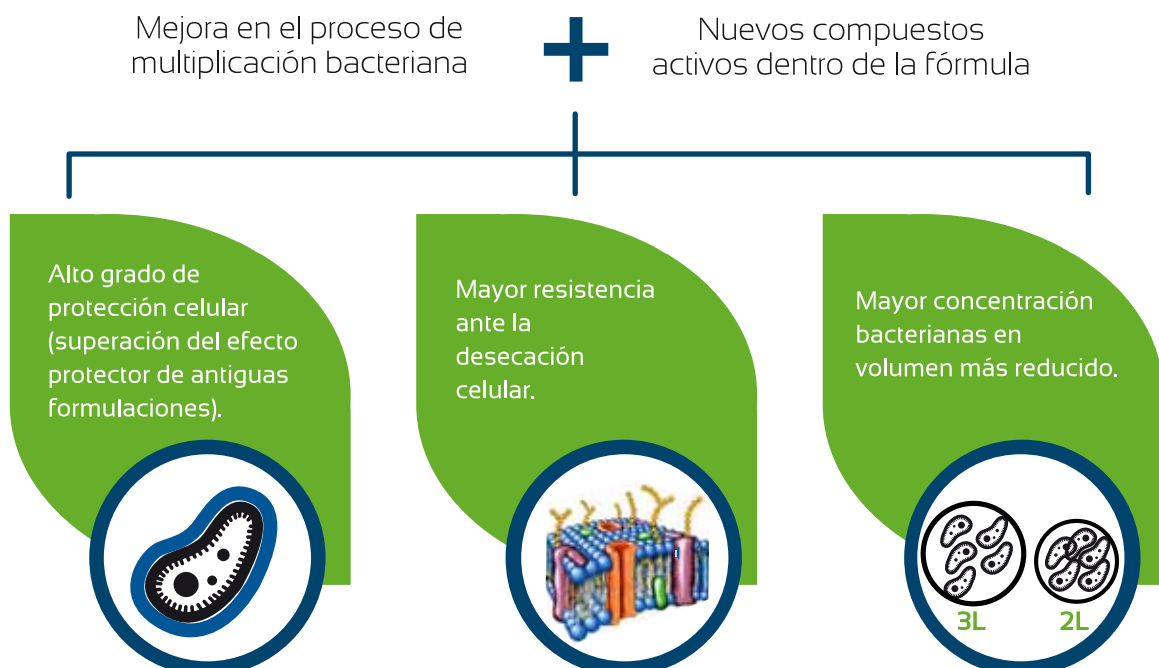 Mejora en el proceso de
multiplicación bacteriana
Nuevos compuestos
activos dentro de la fórmula
Alto grado de
protección celular
(superación del efecto
protector de antiguas
formulaciones).
Mayor resistencia
ante la
desecación
celular.
Mayor concentración
bacterianas en
volumen más reducido.
3L
2L